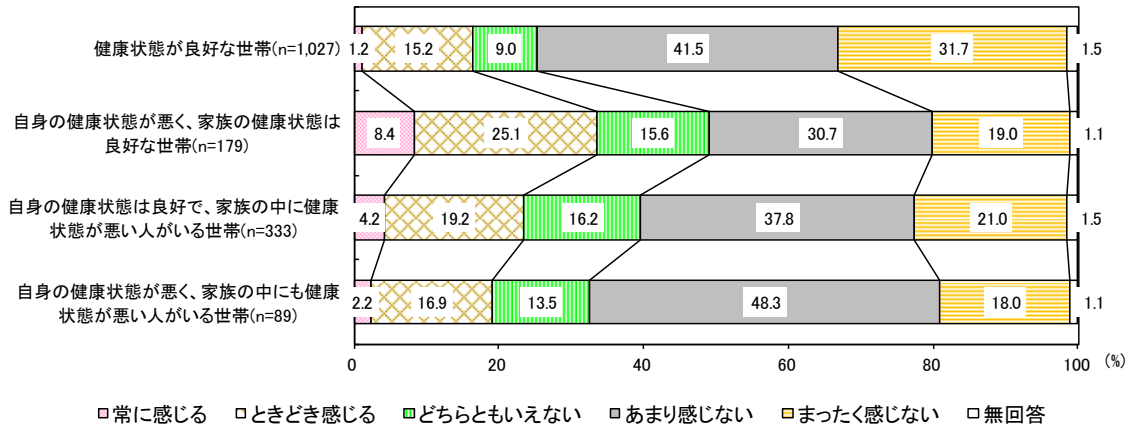 健康状態が良好な世帯(n=1,027)
1.2 15.2 9.0 41.5 31.7 1.5
自身の健康状態が悪く、家族の健康状態は
良好な世帯(n=179)
8.4 25.1 15.6 30.7 19.0 1.1
自身の健康状態は良好で、家族の中に健康
状態が悪い人がいる世帯(n=333)
4.2 19.2 16.2 37.8 21.0 1.5
自身の健康状態が悪く、家族の中にも健康
状態が悪い人がいる世帯(n=89)
2.2 16.9 13.5 48.3 18.0 1.1
0 20 40 60 80 100 (%)
常に感じる ときどき感じる どちらともいえない あまり感じない まったく感じない 無回答